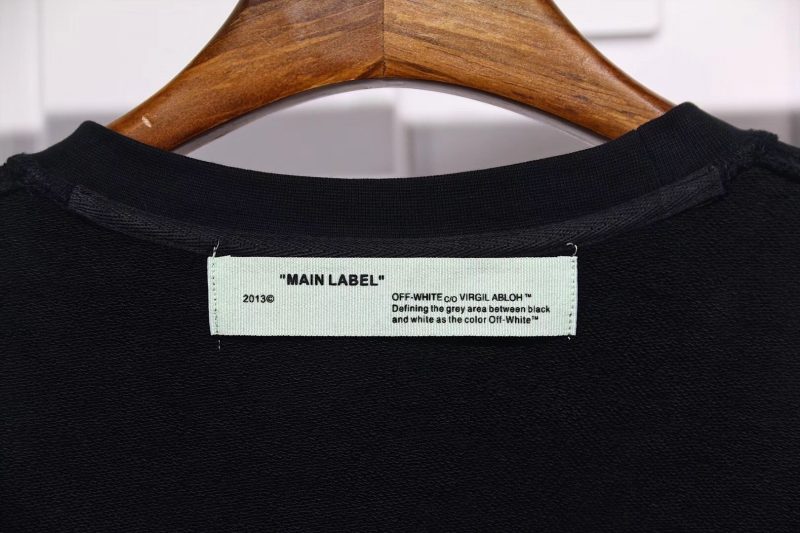 "MAIN LABEL"
2013©
OFF-WHITE c/o VIRGIL ABLOH™
Defining the grey area between black
and white as the color Off-White™